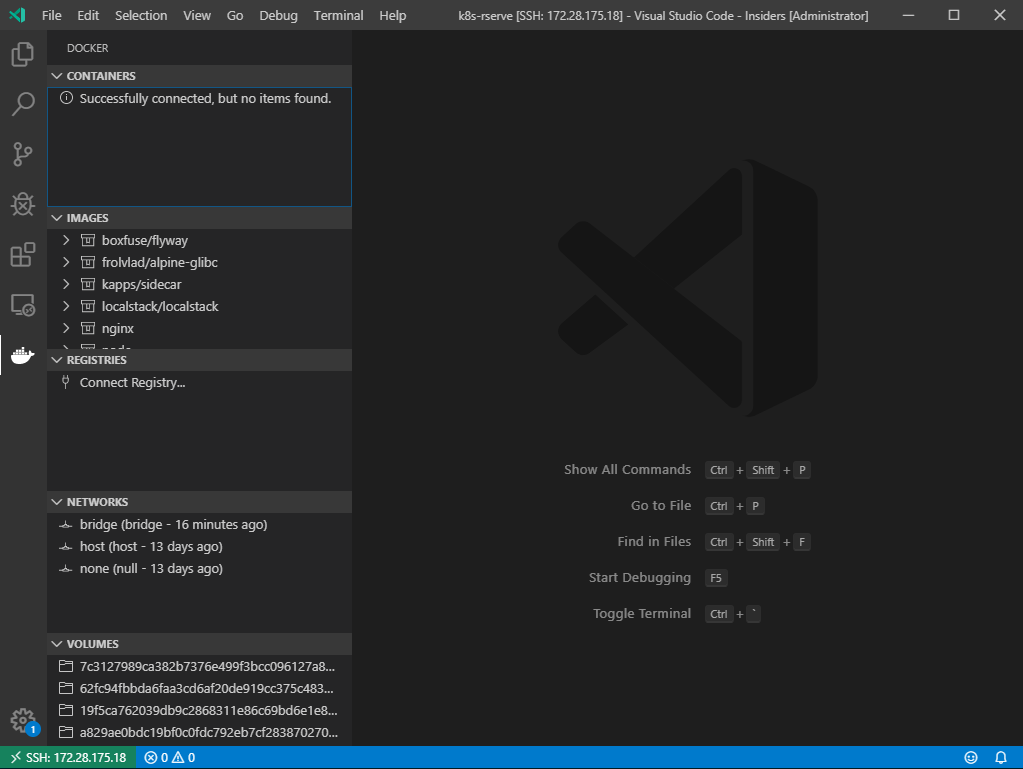 File Edit Selection View Go Debug Terminal Help k8s-rserve [SSH: 172.28.175.18] - Visual Studio Code - Insiders [Administrator]
DOCKER
CONTAINERS
Successfully connected, but no items found.
IMAGES
boxfuse/flyway
frolvlad/alpine-glibc
kapps/sidecar
localstack/localstack
nginx
REGISTRIES
Connect Registry...
NETWORKS
bridge (bridge - 16 minutes ago)
host (host - 13 days ago)
none (null - 13 days ago)
VOLUMES
7c3127989ca382b7376e499f3bcc096127a8...
62fc94fbbda6faa3cd6af20de919cc375c483...
19f5ca762039db9c2868311e86c69bd6e1e8...
a829ae0bdc19bf0c0fdc792eb7cf283870270...
Show All Commands Ctrl + Shift + P
Go to File Ctrl + P
Find in Files Ctrl + Shift + F
Start Debugging F5
Toggle Terminal Ctrl + `
1
SSH: 172.28.175.18 0 0